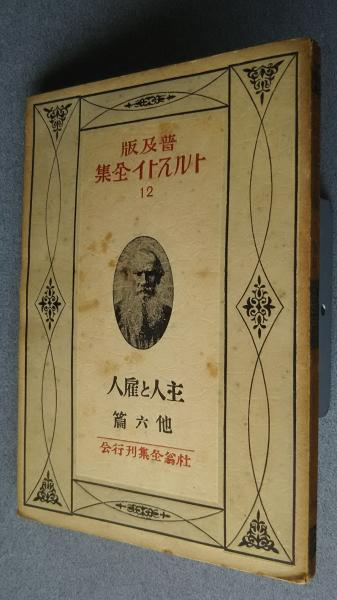 普及版
トルストイ全集
12
主人と雇人
他六篇
杜翁全集刊行会